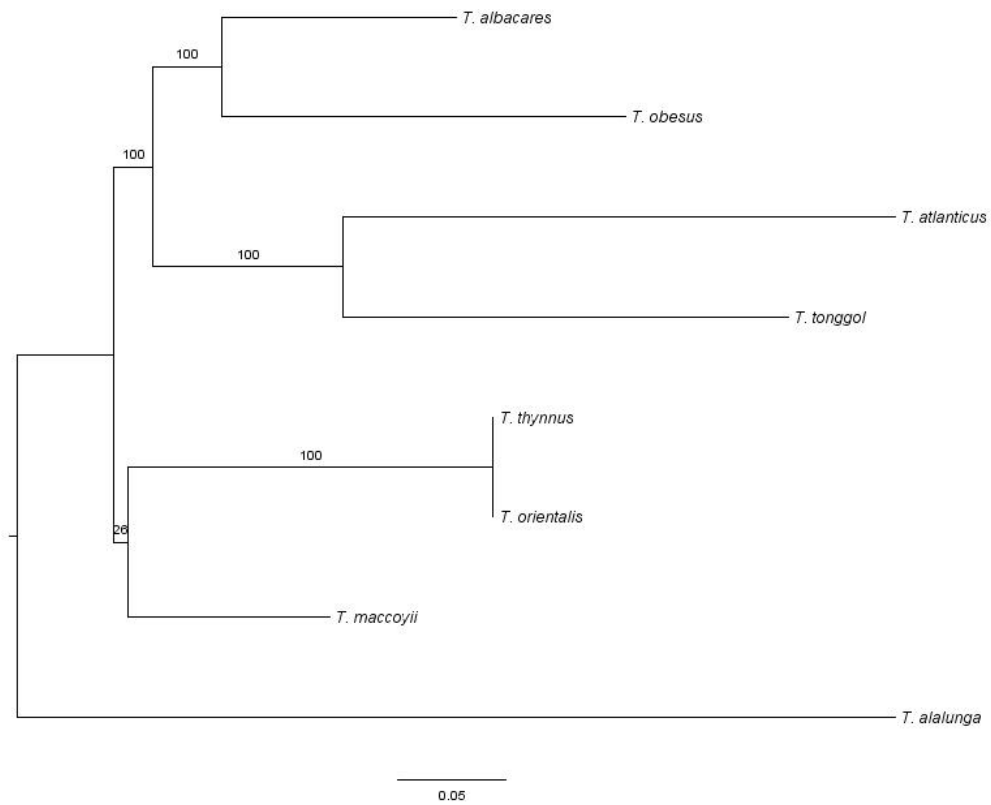 T. albacares
100
T. obesus
100
T. atlanticus
100
T. tonggol
T. thynnus
100
T. orientalis
26
T. maccoyii
T. alalunga
0.05